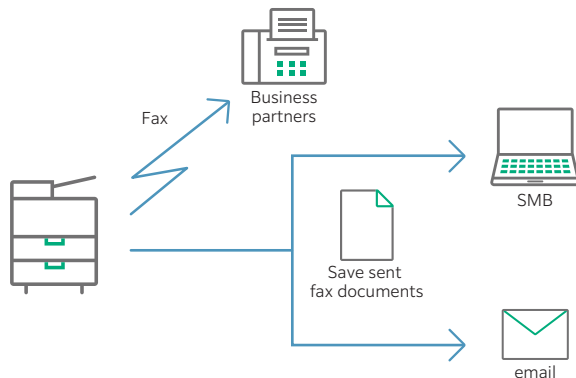 Fax
Business
partners
SMB
Save sent
fax documents
email